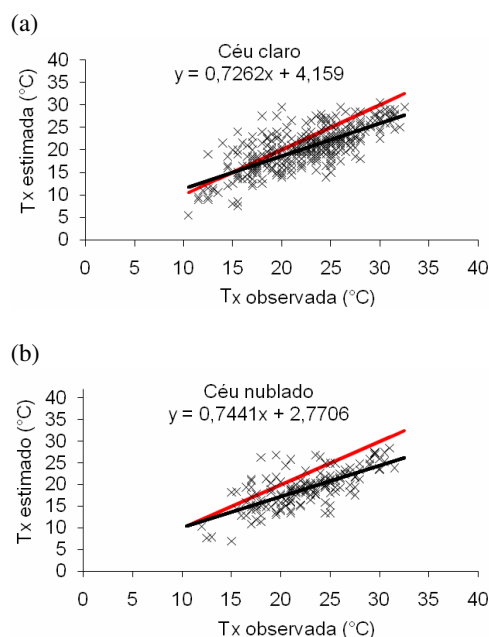 (a)
Céu claro
y = 0,7262x + 4,159
Tx estimada (°C)
40
35
30
25
20
15
10
5
0
0 5 10 15 20 25 30 35 40
Tx observada (°C)
(b)
Céu nublado
y = 0,7441x + 2,7706
Tx estimado (°C)
40
35
30
25
20
15
10
5
0
0 5 10 15 20 25 30 35 40
Tx observada (°C)